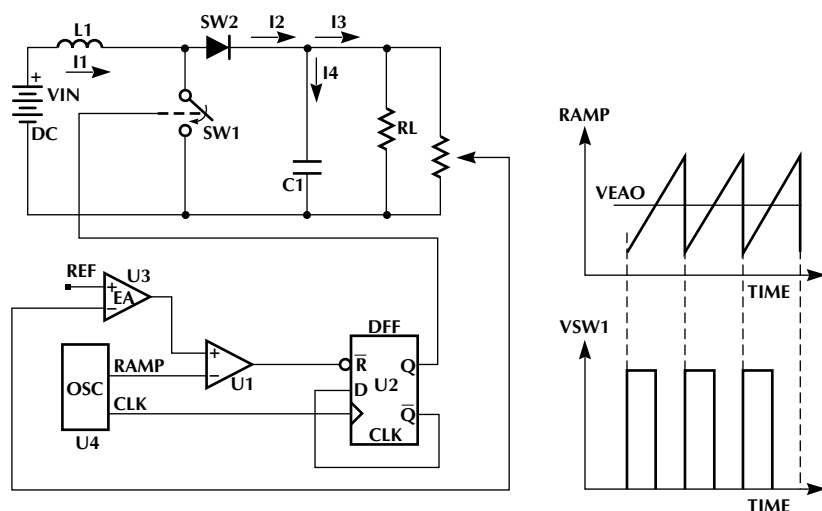 L1
SW2
I2
I3
I1
I4
+
VIN
DC
SW1
RL
C1
REF
U3
+
EA
−
DFF
RAMP
+
−
U1
R̅
Q
D
U2
OSC
CLK
Q̅
CLK
U4
RAMP
VEAO
TIME
VSW1
TIME